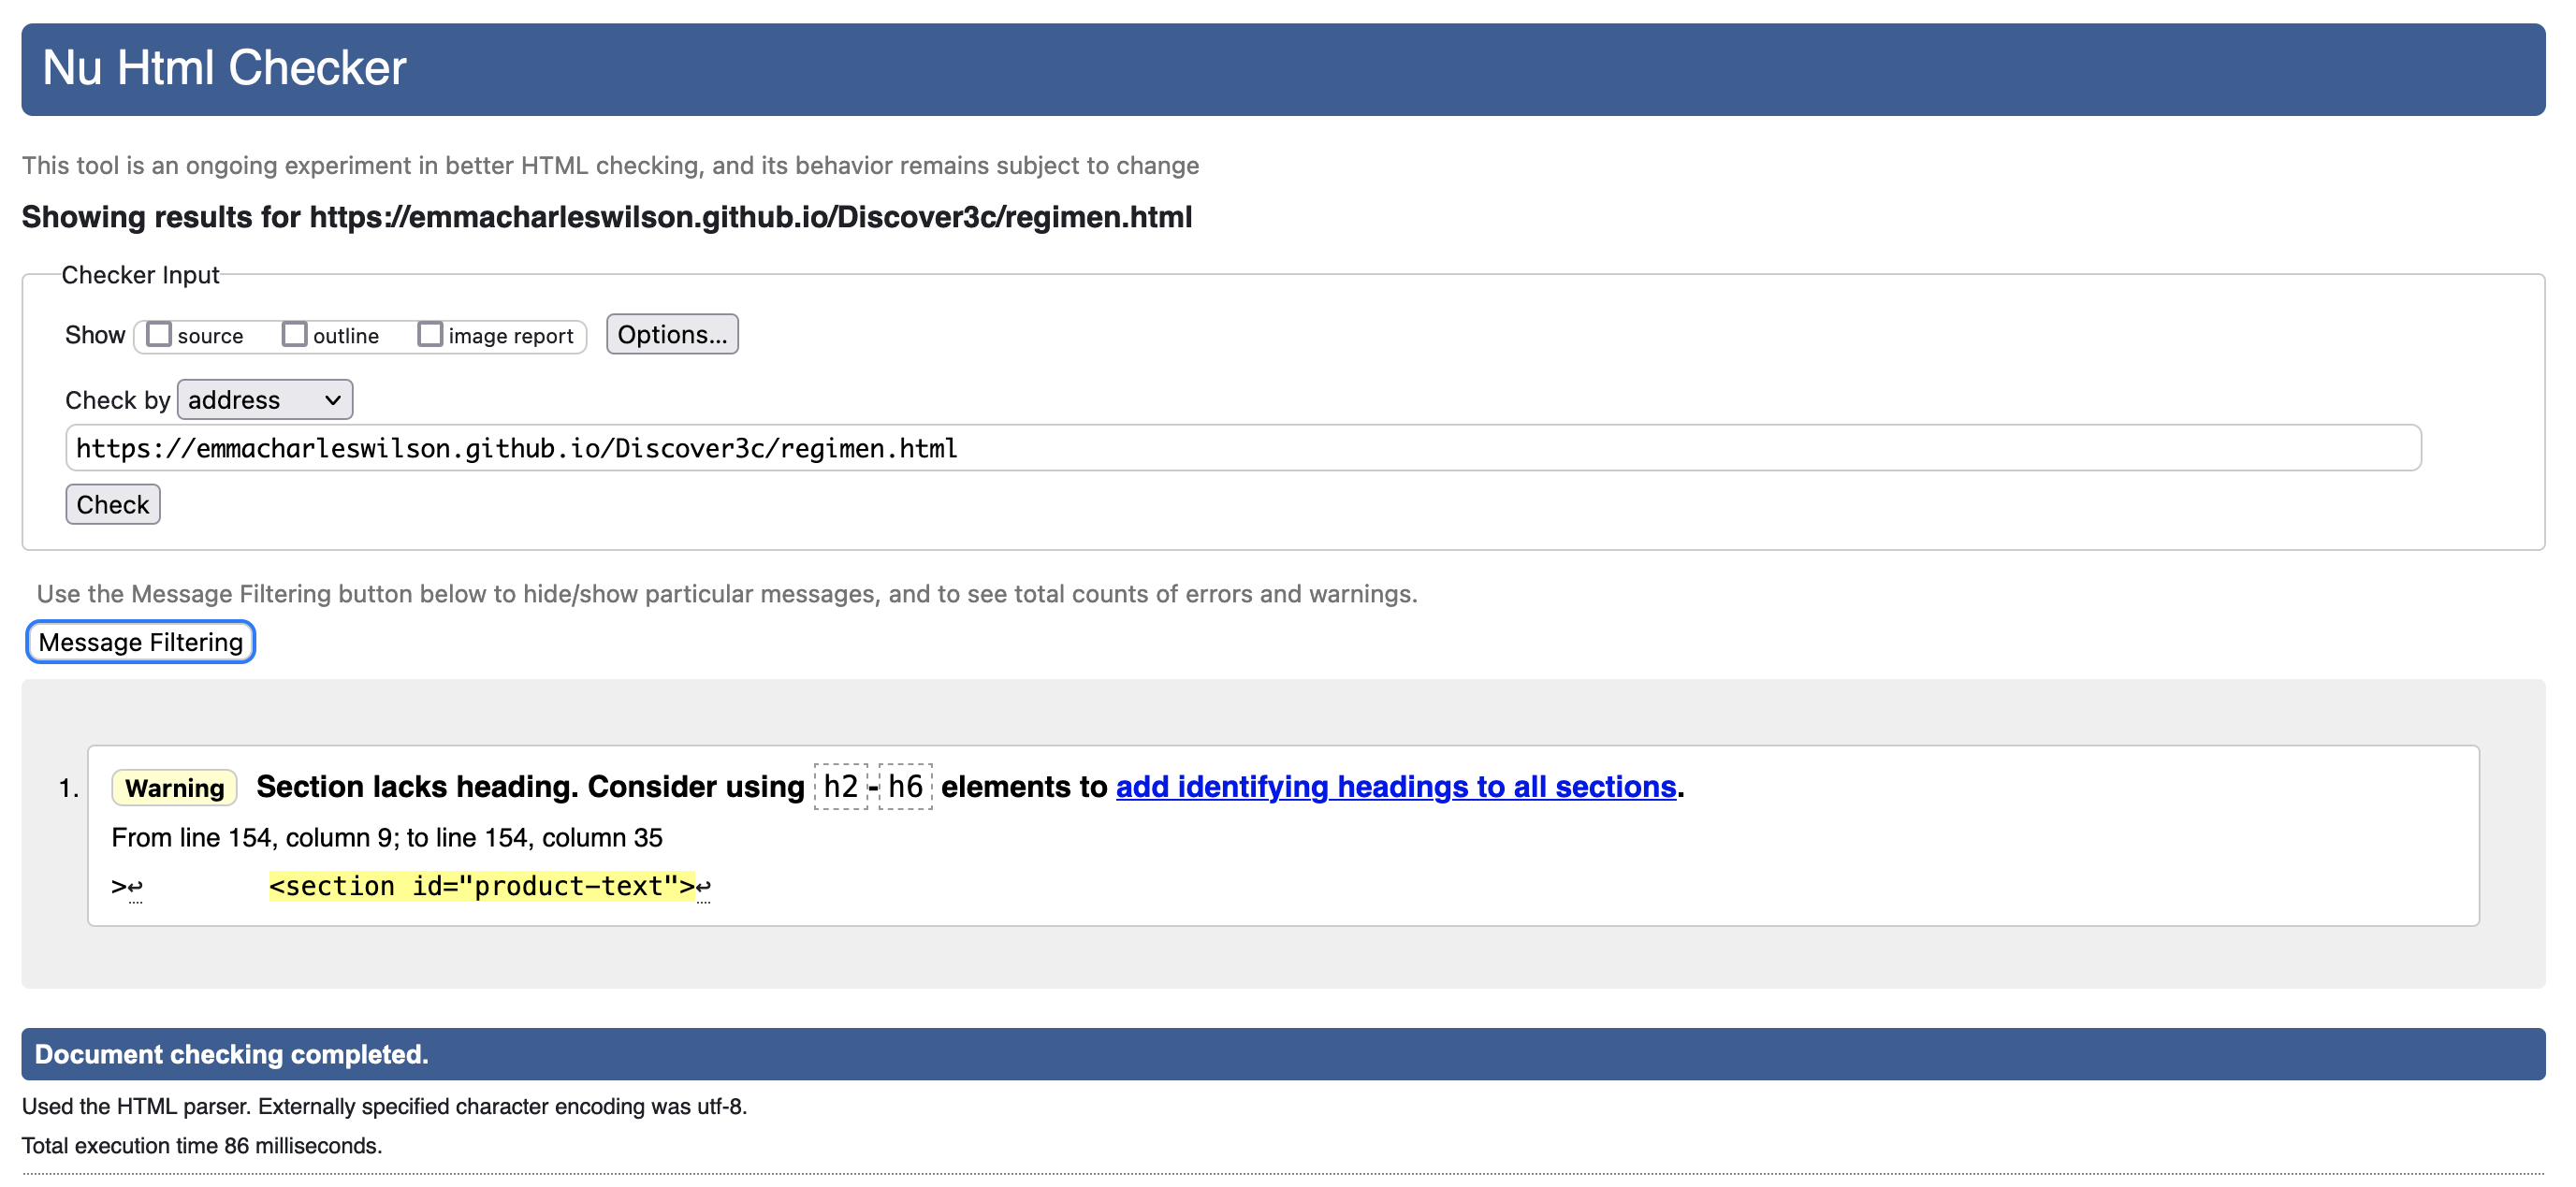 Nu Html Checker
This tool is an ongoing experiment in better HTML checking, and its behavior remains subject to change
Showing results for https://emmacharleswilson.github.io/Discover3c/regimen.html
Checker Input
Show source outline image report Options...
Check by address
https://emmacharleswilson.github.io/Discover3c/regimen.html
Check
Use the Message Filtering button below to hide/show particular messages, and to see total counts of errors and warnings.
Message Filtering
1. Warning Section lacks heading. Consider using h2-h6 elements to add identifying headings to all sections.
From line 154, column 9; to line 154, column 35
>↩ <section id="product-text">↩
Document checking completed.
Used the HTML parser. Externally specified character encoding was utf-8.
Total execution time 86 milliseconds.